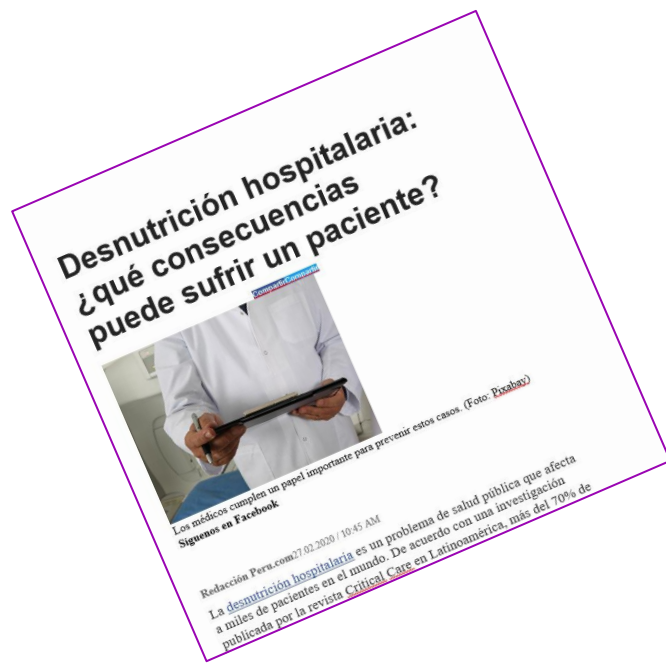 Desnutrición hospitalaria:
¿qué consecuencias
puede sufrir un paciente?
CompartirCompartir
Los médicos cumplen un papel importante para prevenir estos casos. (Foto: Pixabay)
Síguenos en Facebook
Redacción Peru.com27.02.2020 / 10:45 AM
La desnutrición hospitalaria es un problema de salud pública que afecta
a miles de pacientes en el mundo. De acuerdo con una investigación
publicada por la revista Critical Care en Latinoamérica, más del 70% de